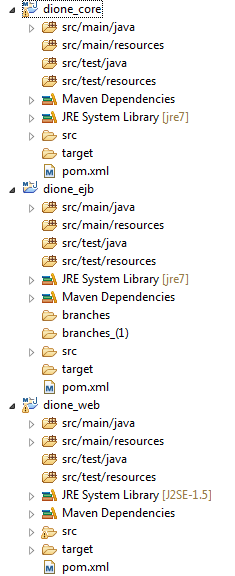 dione_core
src/main/java
src/main/resources
src/test/java
src/test/resources
Maven Dependencies
JRE System Library [jre7]
src
target
pom.xml
dione_ejb
src/main/java
src/main/resources
src/test/java
src/test/resources
JRE System Library [jre7]
Maven Dependencies
branches
branches_(1)
src
target
pom.xml
dione_web
src/main/java
src/main/resources
src/test/java
src/test/resources
JRE System Library [J2SE-1.5]
Maven Dependencies
src
target
pom.xml